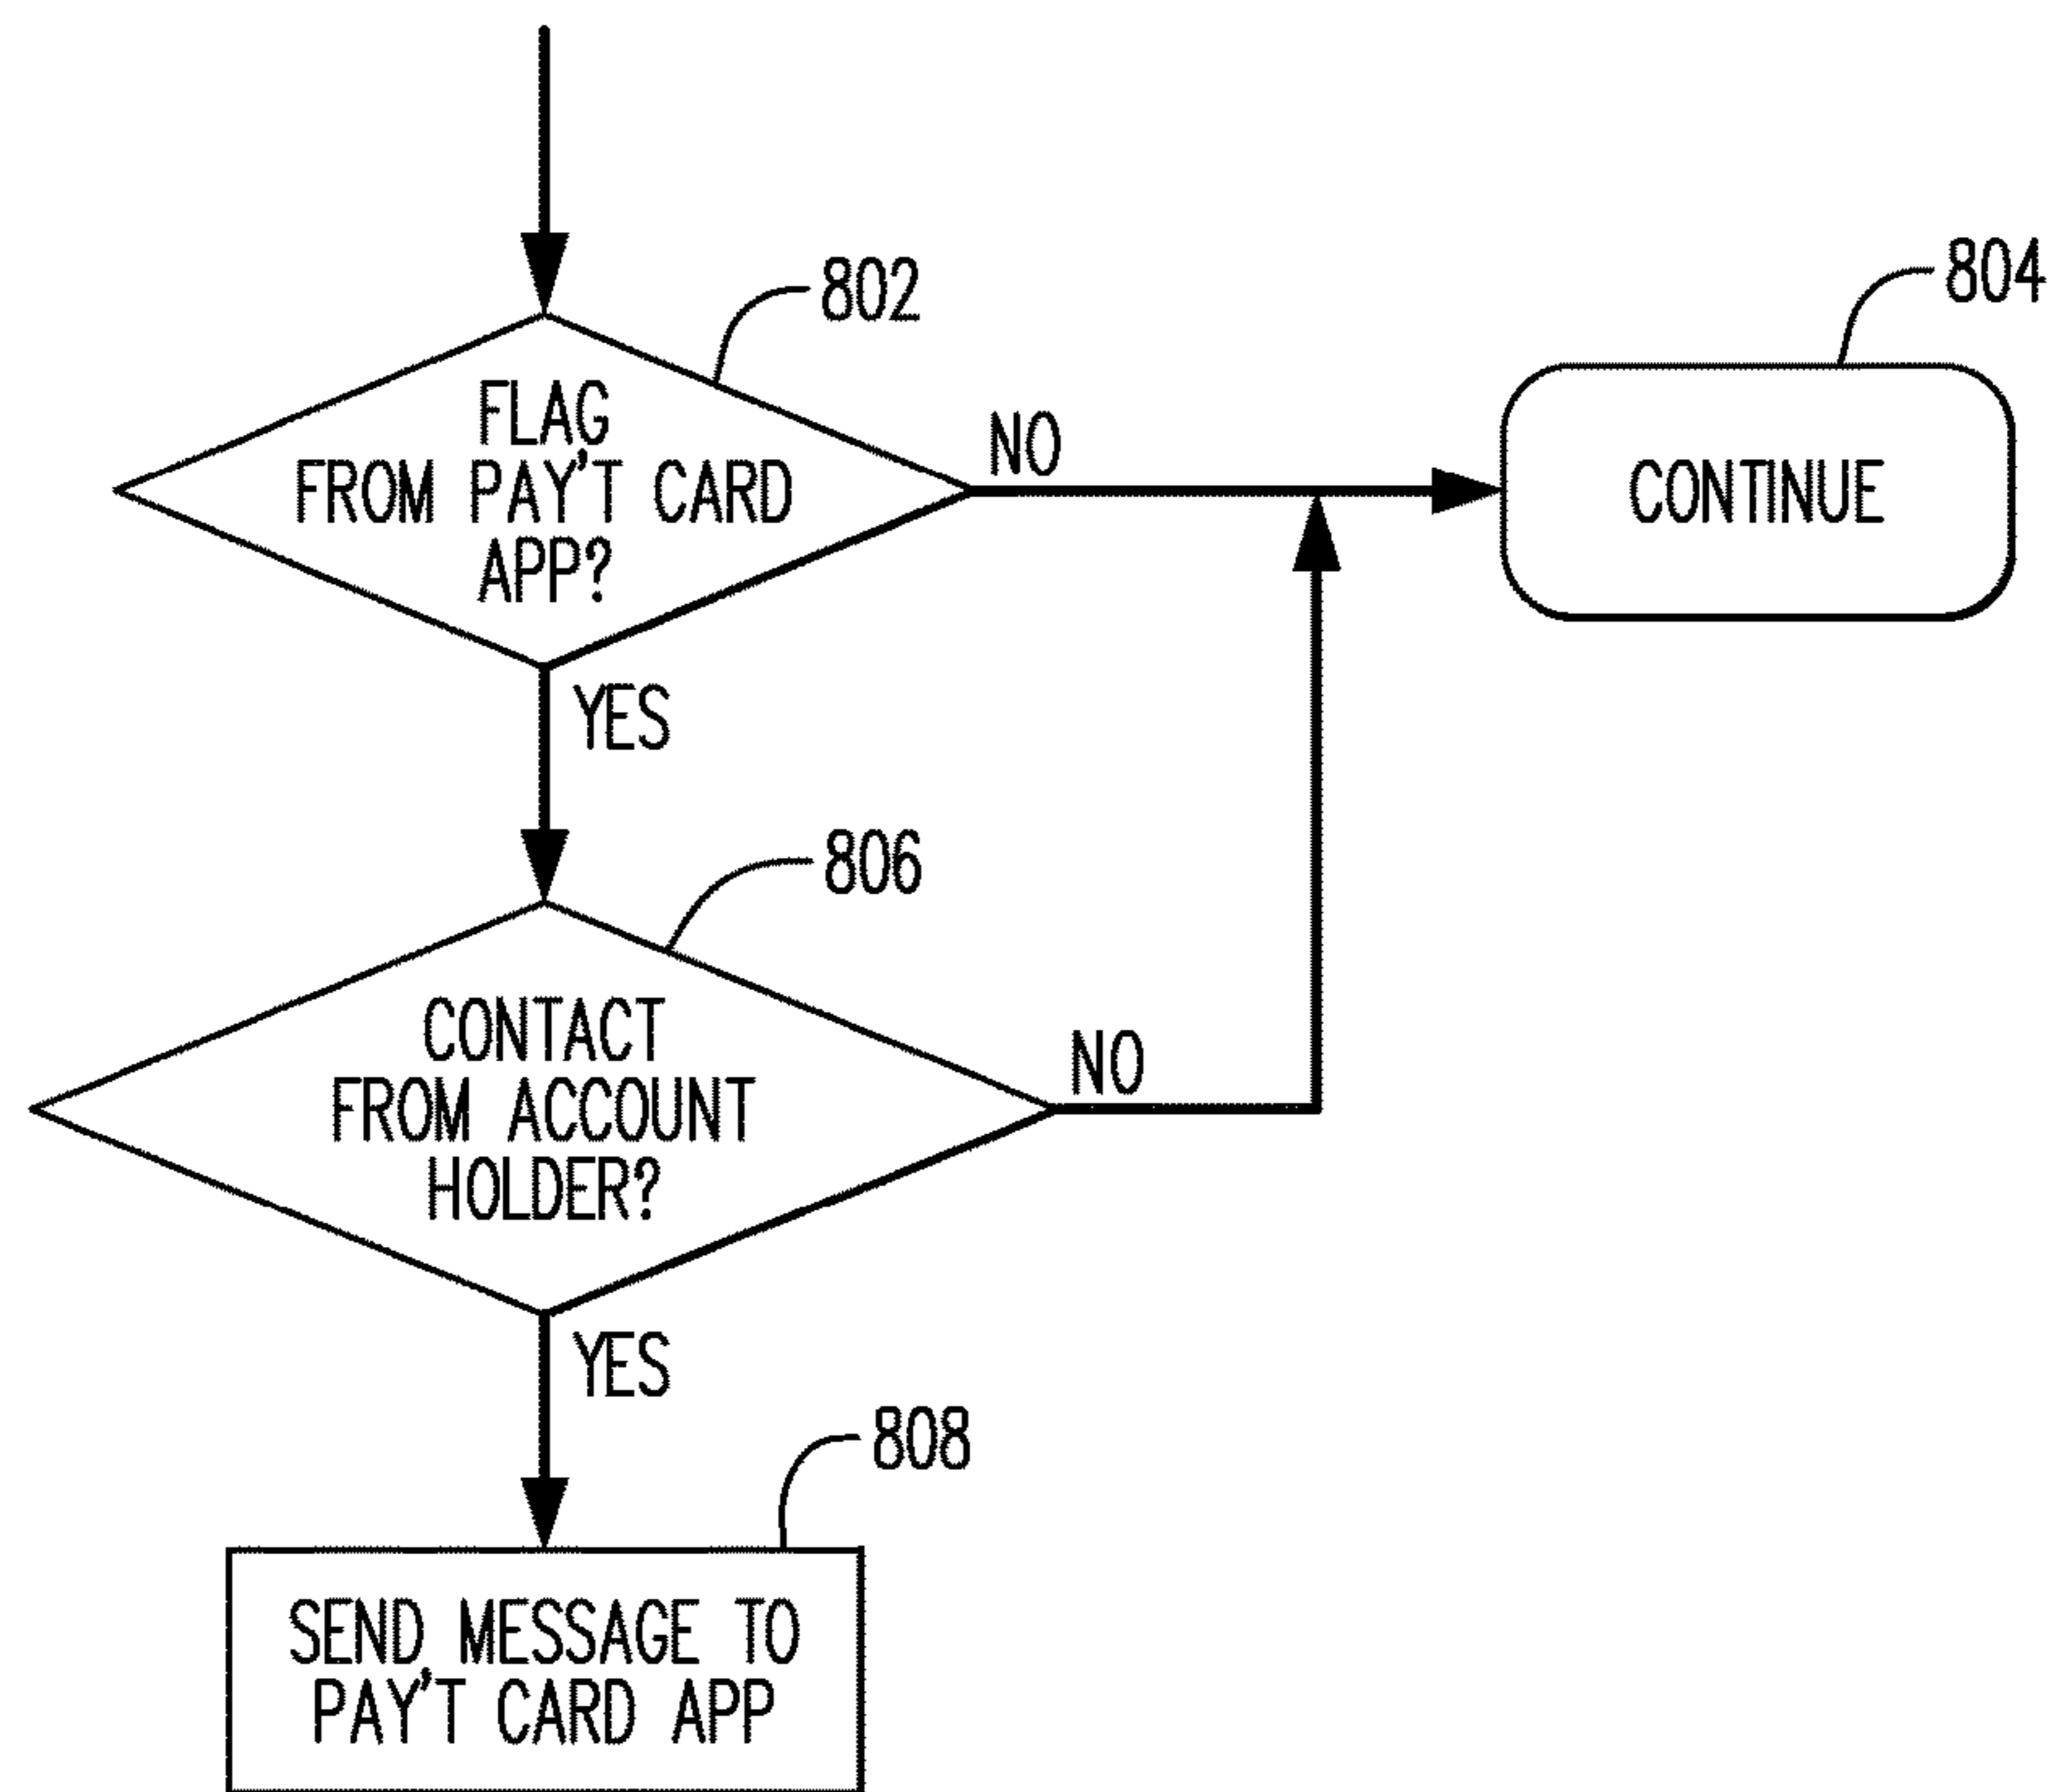 802
804
FLAG
FROM PAY'T CARD
APP?
NO
CONTINUE
YES
806
CONTACT
FROM ACCOUNT
HOLDER?
NO
YES
808
SEND MESSAGE TO
PAY'T CARD APP